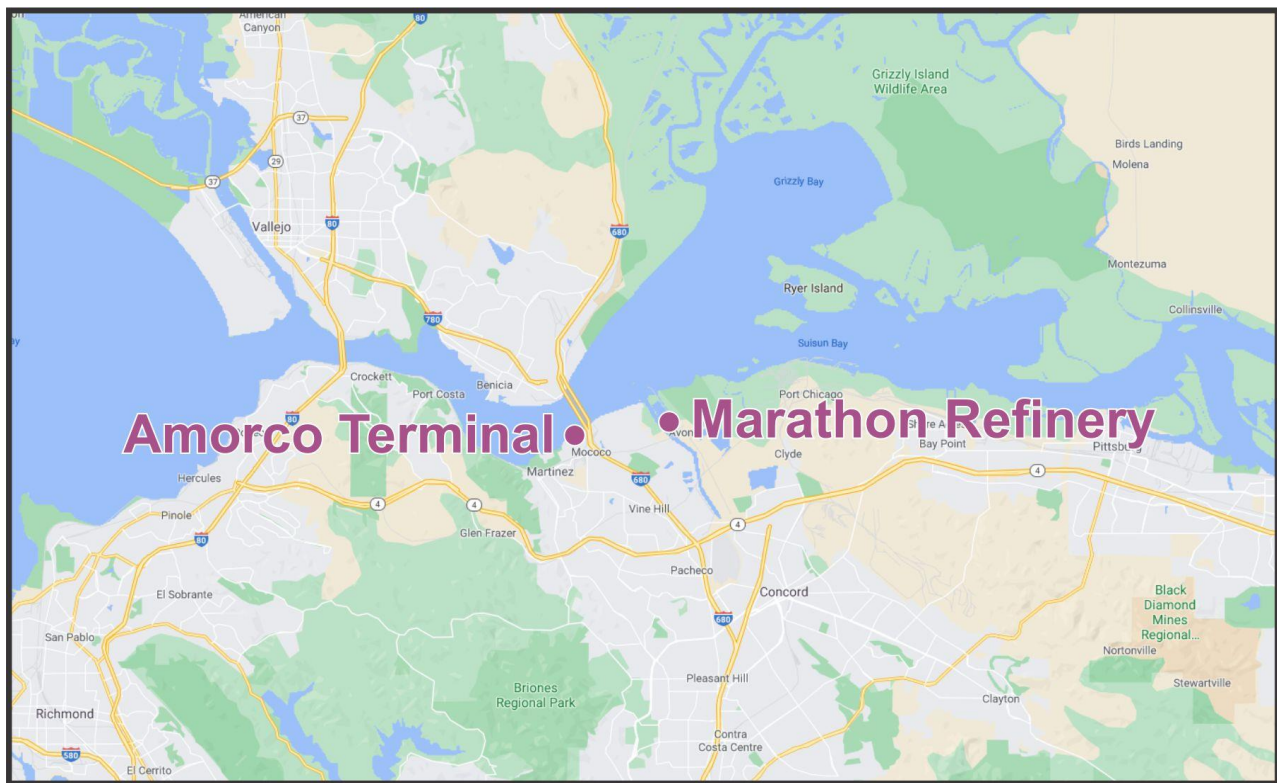 American
Canyon
80
37
29
37
Vallejo
80
680
780
Grizzly Island
Wildlife Area
Grizzly Bay
Birds Landing
Molena
Montezuma
Collinsville
Ryer Island
Suisun Bay
Crockett
Port Costa
Benicia
Port Chicago
80
Amorco Terminal
Marathon Refinery
Avon
Bay Point
Pittsburg
Clyde
Mococo
Martinez
Hercules
4
4
680
4
Pinole
Vine Hill
4
Glen Frazer
80
Pacheco
El Sobrante
Concord
Black
Diamond
Mines
Regional...
680
San Pablo
Nortonville
Stewartville
Pleasant Hill
Briones
Regional Park
Clayton
Richmond
Contra
Costa Centre
580
El Cerrito